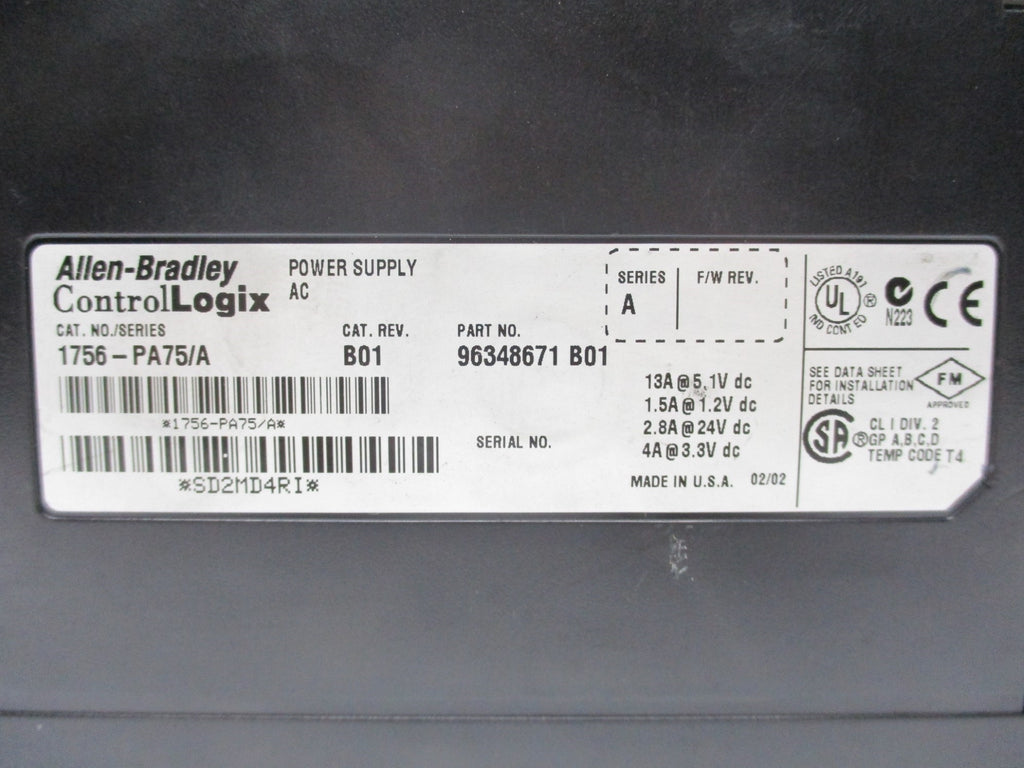 Allen-Bradley
ControlLogix
POWER SUPPLY
AC
SERIES
A
F/W REV.
CAT. NO./SERIES
1756-PA75/A
CAT. REV.
B01
PART NO.
96348671 B01
*1756-PA75/A*
*SD2MD4RI*
SERIAL NO.
13A@5.1V dc
1.5A@1.2V dc
2.8A@24V dc
4A@3.3V dc
MADE IN U.S.A. 02/02
LISTED A197
UL ®
IND CONT EQ
N223
CE
SEE DATA SHEET
FOR INSTALLATION
DETAILS
FM
APPROVED
SA ®
CL I DIV. 2
GP A,B,C,D
TEMP CODE T4